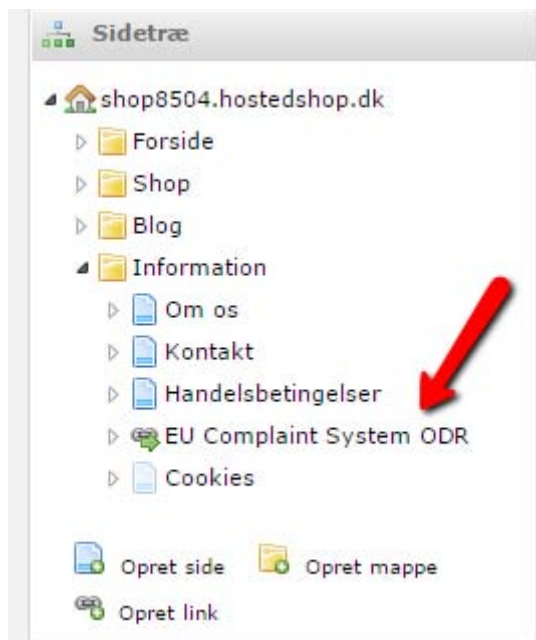 Sidetræ
shop8504.hostedshop.dk
Forside
Shop
Blog
Information
Om os
Kontakt
Handelsbetingelser
EU Complaint System ODR
Cookies
Opret side Opret mappe
Opret link